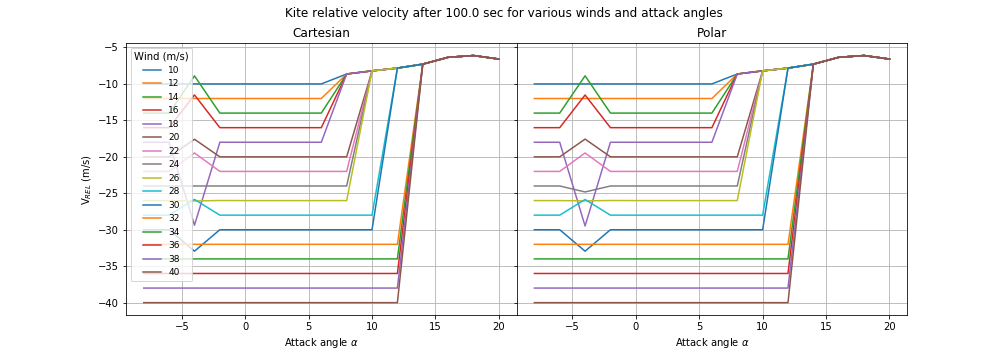 Kite relative velocity after 100.0 sec for various winds and attack angles
Cartesian
Polar
Wind (m/s)
10
12
14
16
18
20
22
24
26
28
30
32
34
36
38
40
V_REL (m/s)
−5
−10
−15
−20
−25
−30
−35
−40
−5 0 5 10 15 20
−5 0 5 10 15 20
Attack angle α
Attack angle α